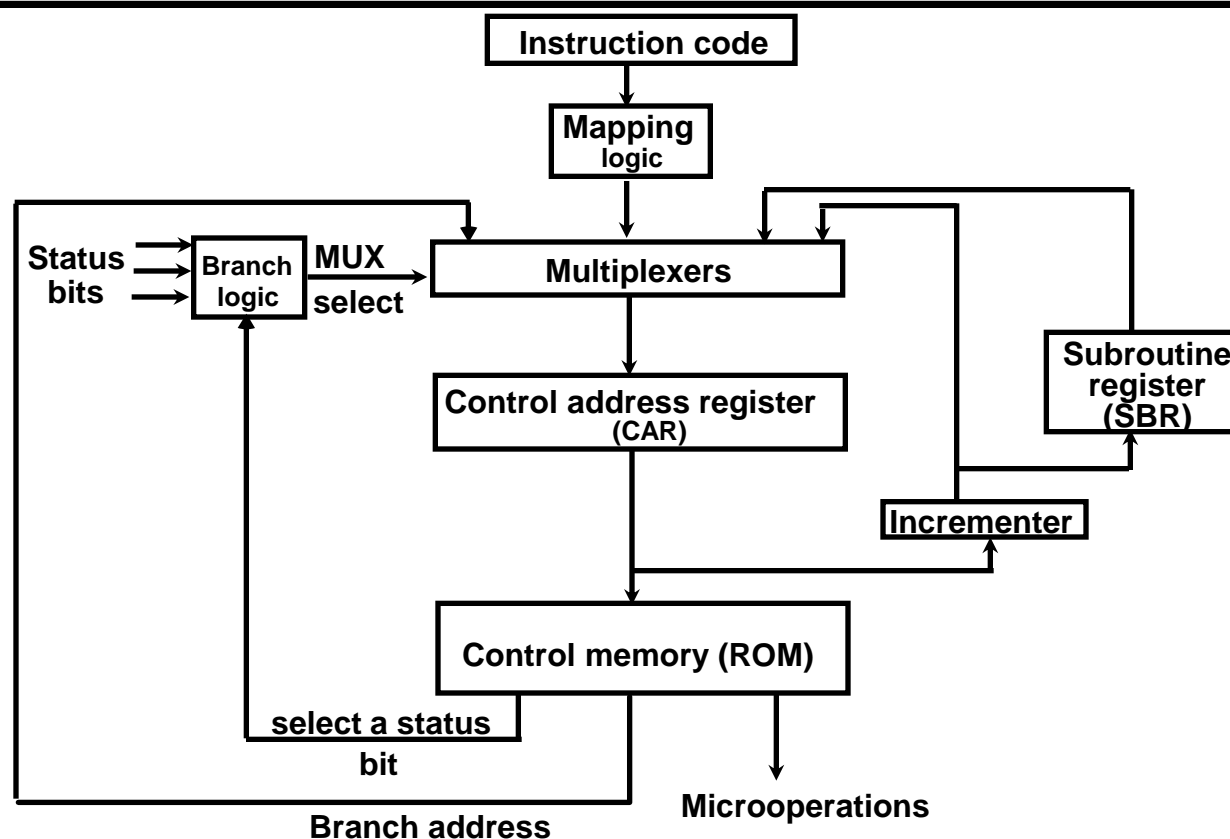 Instruction code
Mapping
logic
Status
bits
Branch
logic
MUX
select
Multiplexers
Subroutine
register
(SBR)
Control address register
(CAR)
Incrementer
Control memory (ROM)
select a status
bit
Microoperations
Branch address